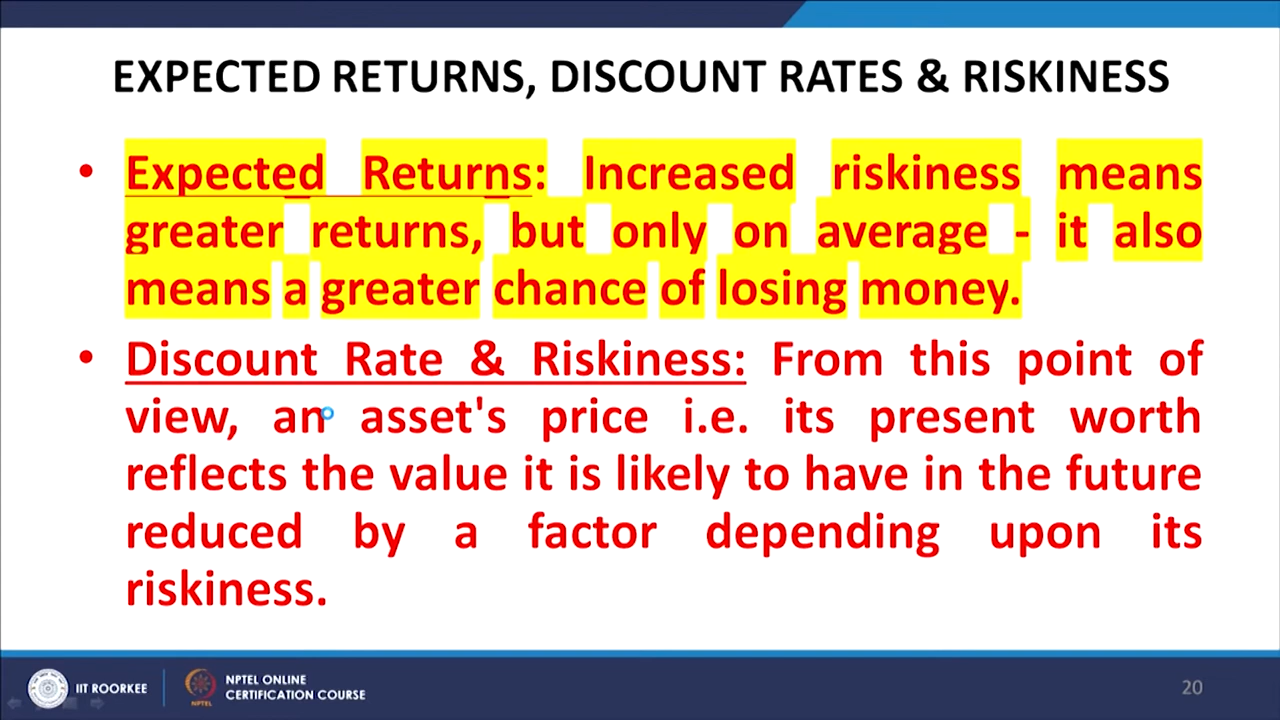 EXPECTED RETURNS, DISCOUNT RATES & RISKINESS
• Expected Returns: Increased riskiness means
greater returns, but only on average - it also
means a greater chance of losing money.
• Discount Rate & Riskiness: From this point of
view, an asset's price i.e. its present worth
reflects the value it is likely to have in the future
reduced by a factor depending upon its
riskiness.
IIT ROORKEE
NPTEL ONLINE
CERTIFICATION COURSE
NPTEL
20